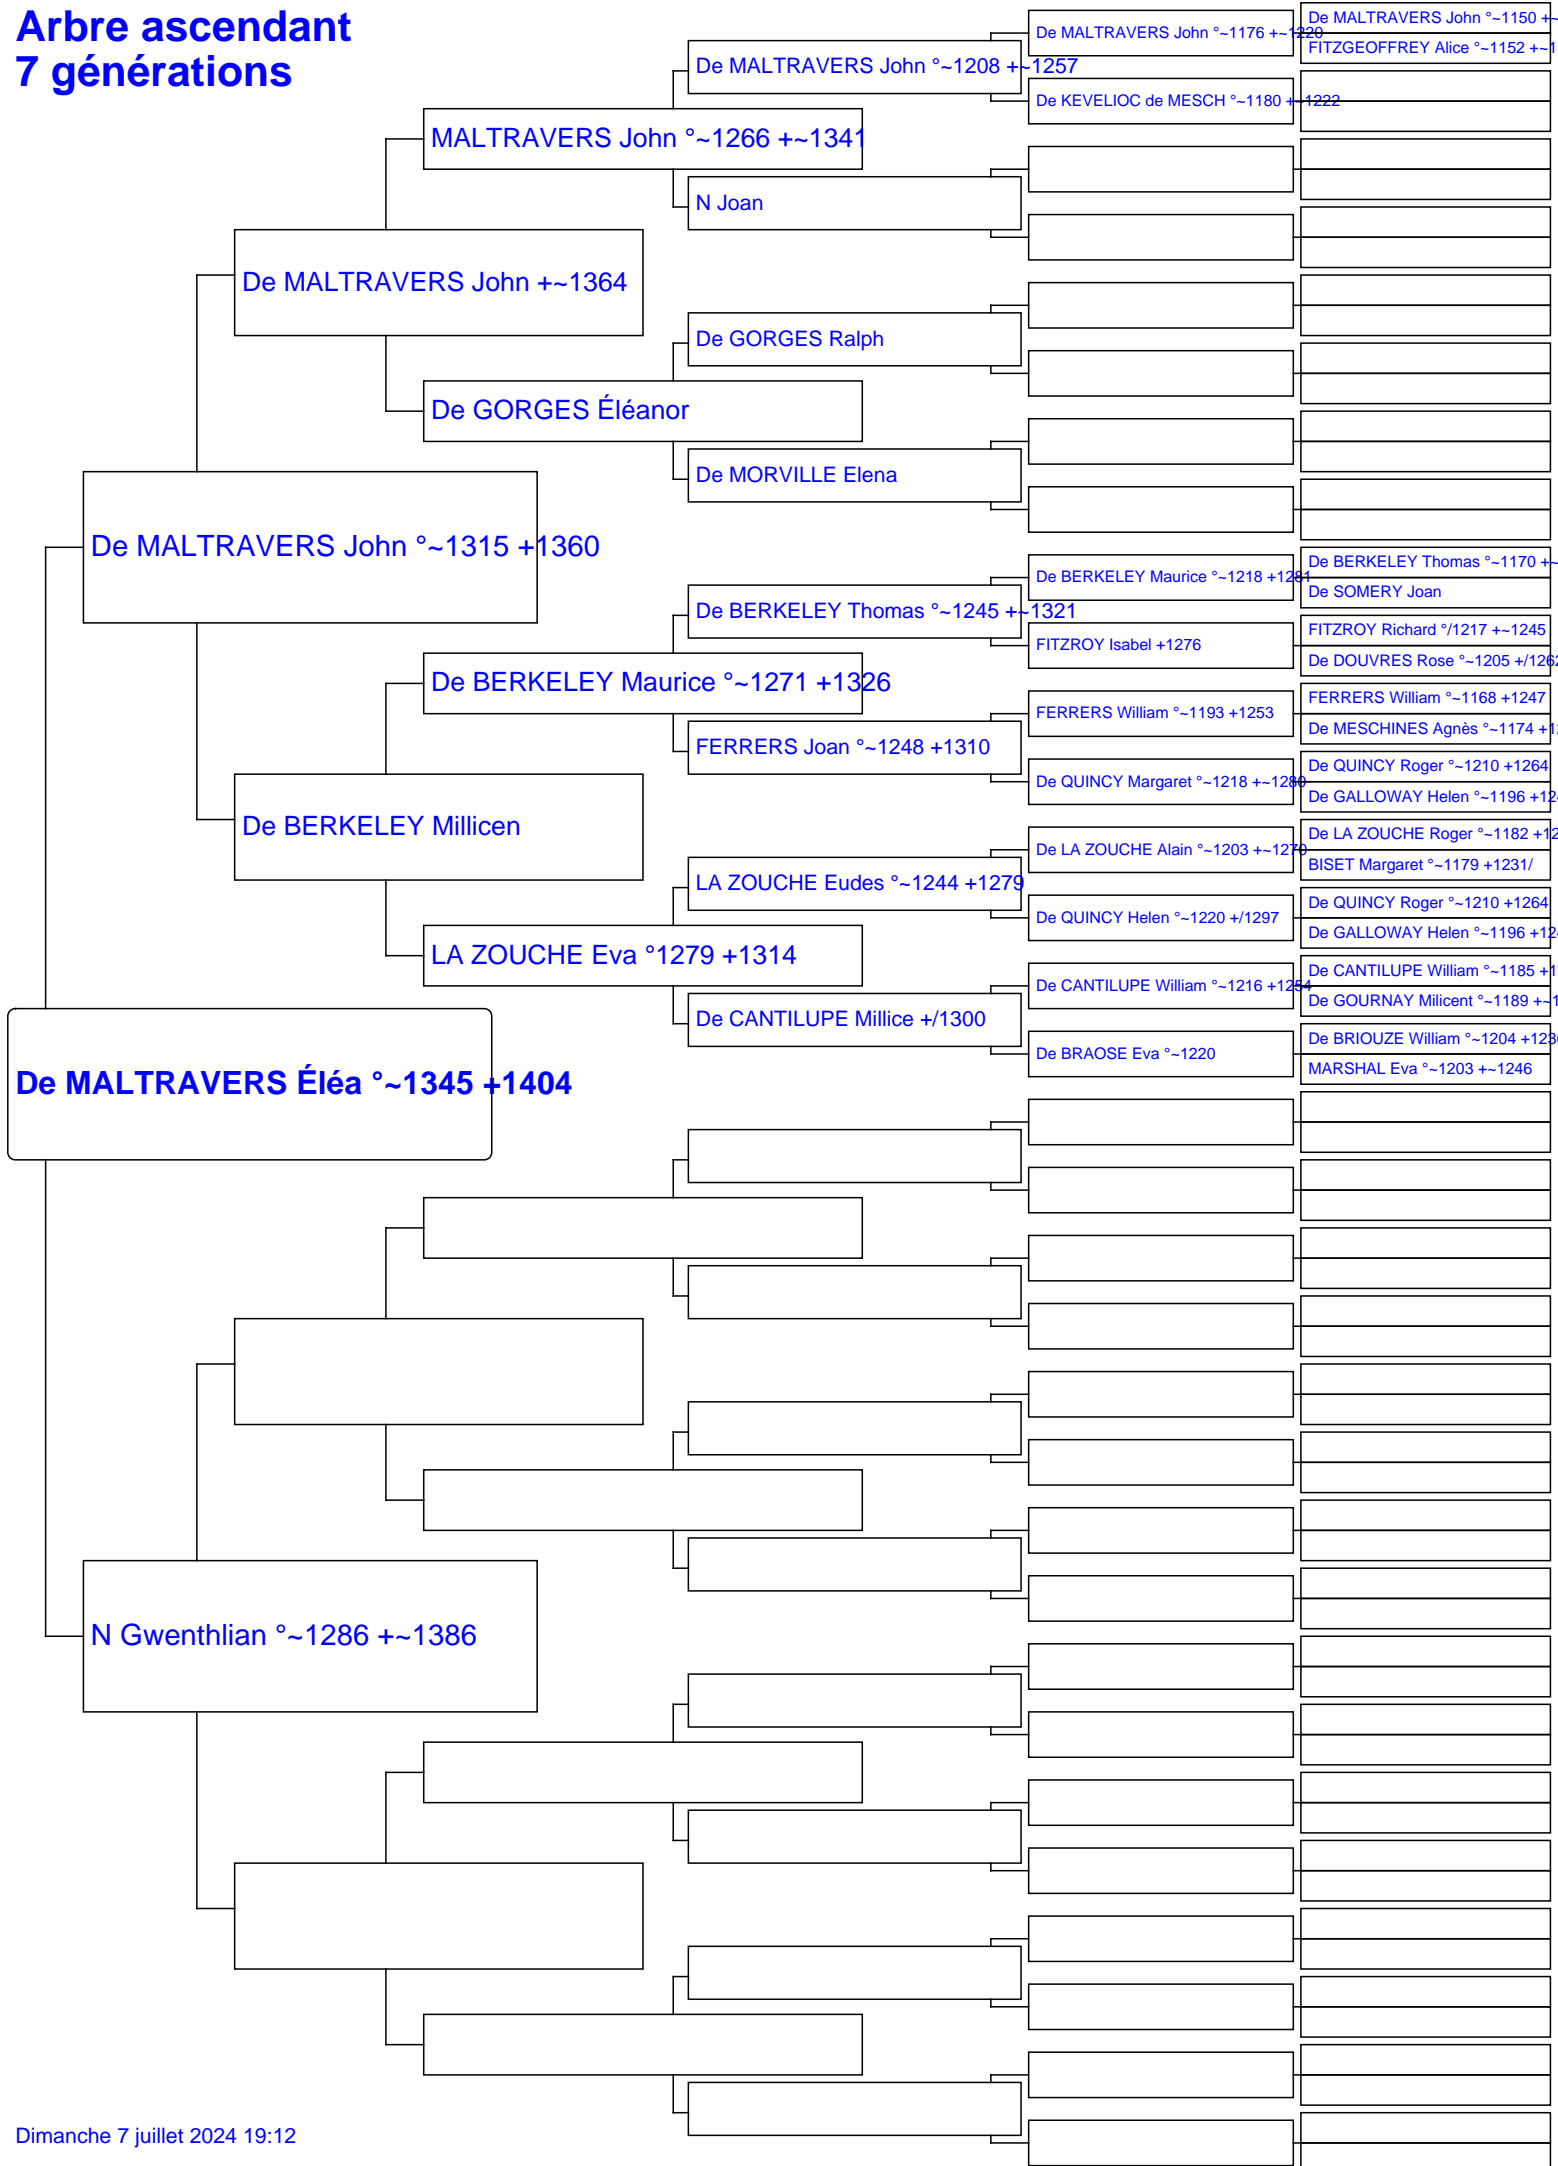 Arbre ascendant
7 générations
De MALTRAVERS Éléa °~1345 +1404
De MALTRAVERS John °~1315 +1360
N Gwenthlian °~1286 +~1386
De MALTRAVERS John +~1364
De BERKELEY Millicen
MALTRAVERS John °~1266 +~1341
De GORGES Éléanor
De BERKELEY Maurice °~1271 +1326
LA ZOUCHE Eva °1279 +1314
De MALTRAVERS John °~1208 +~1257
N Joan
De GORGES Ralph
De MORVILLE Elena
De BERKELEY Thomas °~1245 +~1321
FERRERS Joan °~1248 +1310
LA ZOUCHE Eudes °~1244 +1279
De CANTILUPE Millice +/1300
De MALTRAVERS John °~1176 +~1220
De KEVELIOC de MESCH °~1180 +~1222
De BERKELEY Maurice °~1218 +1281
FITZROY Isabel +1276
FERRERS William °~1193 +1253
De QUINCY Margaret °~1218 +~1280
De LA ZOUCHE Alain °~1203 +~1270
De QUINCY Helen °~1220 +/1297
De CANTILUPE William °~1216 +1254
De BRAOSE Eva °~1220
De MALTRAVERS John °~1150 +~
FITZGEOFFREY Alice °~1152 +~1
De BERKELEY Thomas °~1170 +~
De SOMERY Joan
FITZROY Richard °/1217 +~1245
De DOUVRES Rose °~1205 +/1262
FERRERS William °~1168 +1247
De MESCHINES Agnès °~1174 +12
De QUINCY Roger °~1210 +1264
De GALLOWAY Helen °~1196 +124
De LA ZOUCHE Roger °~1182 +12
BISET Margaret °~1179 +1231/
De QUINCY Roger °~1210 +1264
De GALLOWAY Helen °~1196 +124
De CANTILUPE William °~1185 +1
De GOURNAY Milicent °~1189 +~1
De BRIOUZE William °~1204 +1230
MARSHAL Eva °~1203 +~1246
Dimanche 7 juillet 2024 19:12